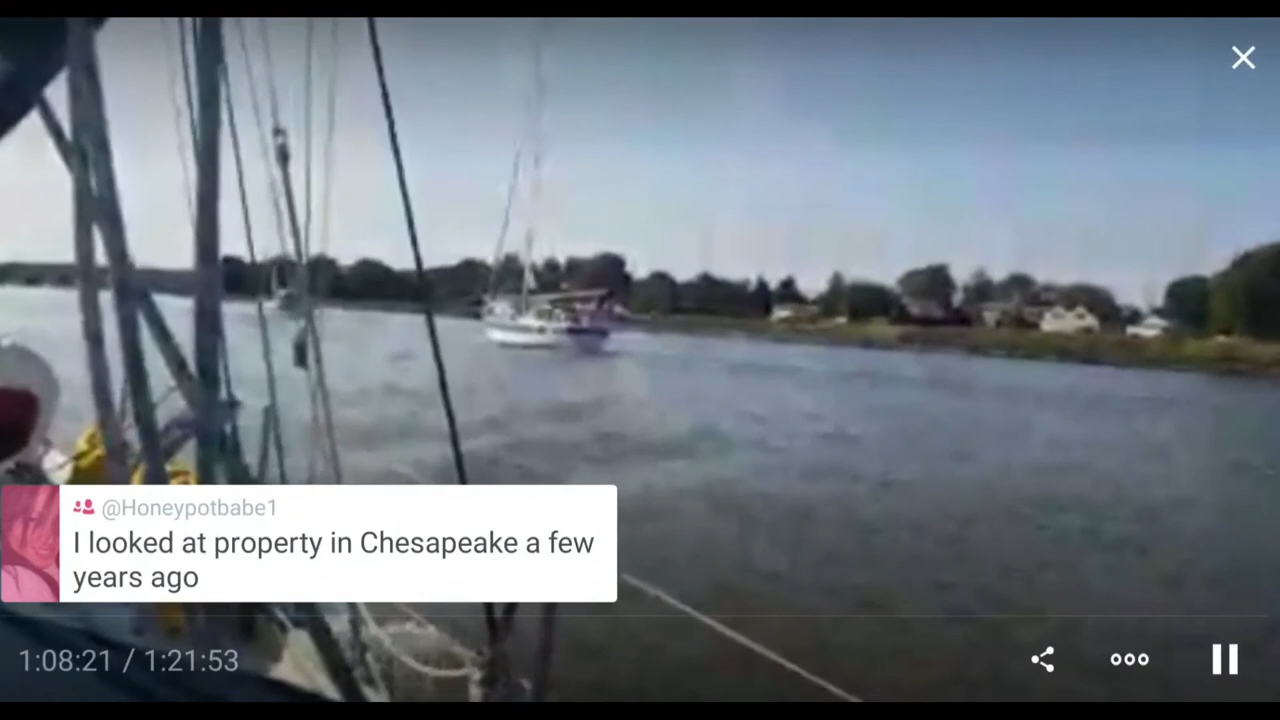 @Honeypotbabe1
I looked at property in Chesapeake a few
years ago
1:08:21 / 1:21:53